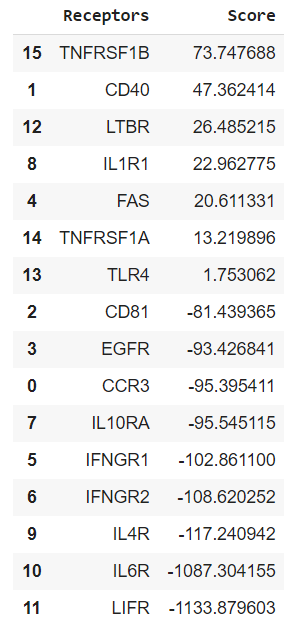 Receptors Score
15 TNFRSF1B 73.747688
1 CD40 47.362414
12 LTBR 26.485215
8 IL1R1 22.962775
4 FAS 20.611331
14 TNFRSF1A 13.219896
13 TLR4 1.753062
2 CD81 -81.439365
3 EGFR -93.426841
0 CCR3 -95.395411
7 IL10RA -95.545115
5 IFNGR1 -102.861100
6 IFNGR2 -108.620252
9 IL4R -117.240942
10 IL6R -1087.304155
11 LIFR -1133.879603